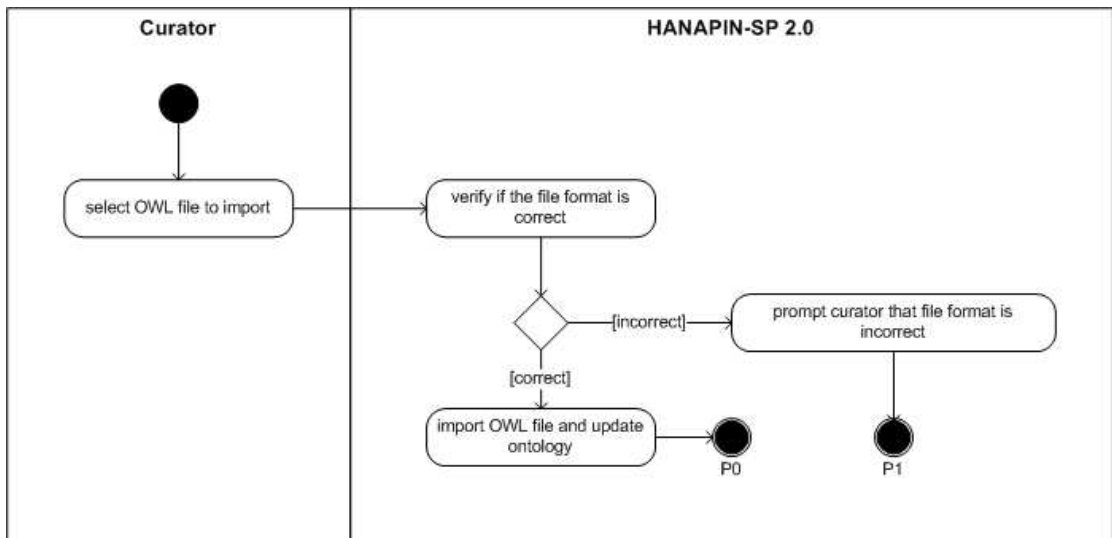 Curator
HANAPIN-SP 2.0
select OWL file to import
verify if the file format is
correct
[incorrect]
prompt curator that file format is
incorrect
[correct]
import OWL file and update
ontology
P0
P1